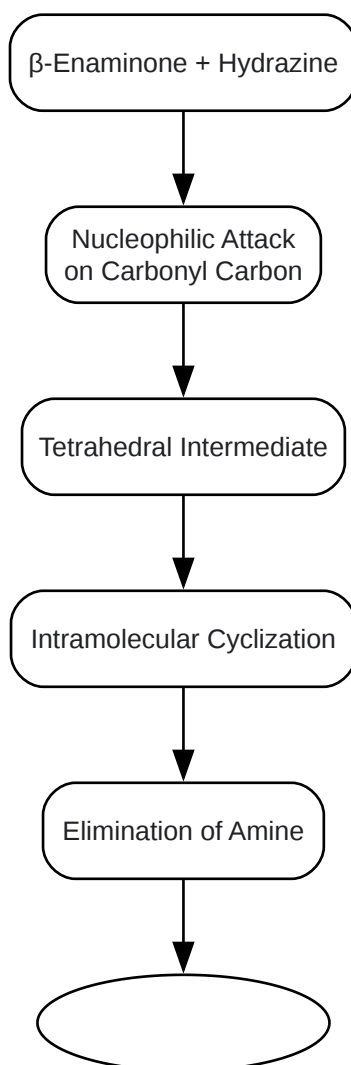 β-Enaminone + Hydrazine
Nucleophilic Attack
on Carbonyl Carbon
Tetrahedral Intermediate
Intramolecular Cyclization
Elimination of Amine